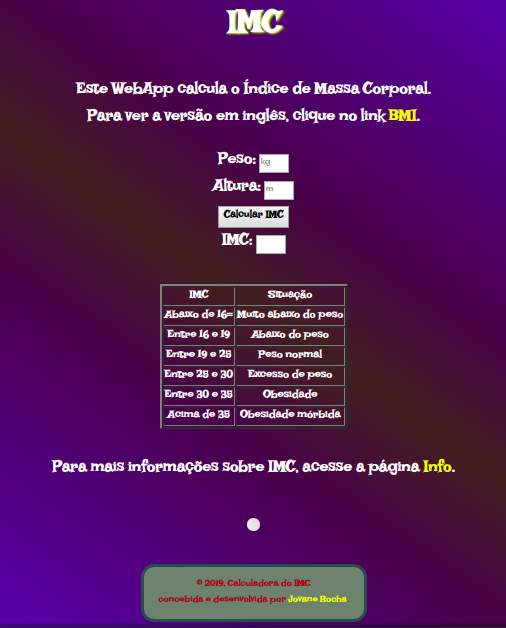 IMC
Este WebApp calcula o Índice de Massa Corporal.
Para ver a versão em inglês, clique no link BMI.
Peso: kg
Altura: m
Calcular IMC
IMC:
IMC Situação
Abaixo de 16= Muito abaixo do peso
Entre 16 e 19 Abaixo do peso
Entre 19 e 25 Peso normal
Entre 25 e 30 Excesso de peso
Entre 30 e 35 Obesidade
Acima de 35 Obesidade mórbida
Para mais informações sobre IMC, acesse a página Info.
© 2019, Calculadora do IMC
concebida e desenvolvida por Jovane Rocha